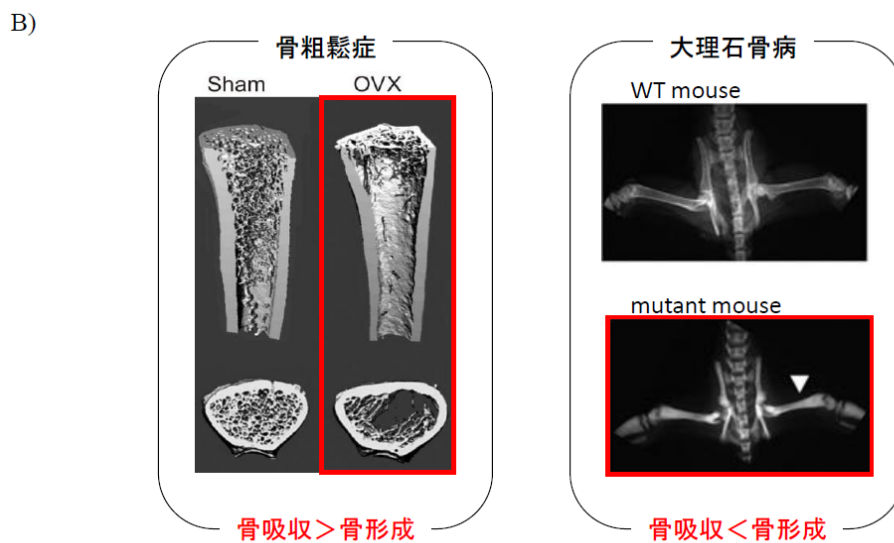 B)
骨粗鬆症
Sham OVX
骨吸収＞骨形成
大理石骨病
WT mouse
mutant mouse
骨吸収＜骨形成